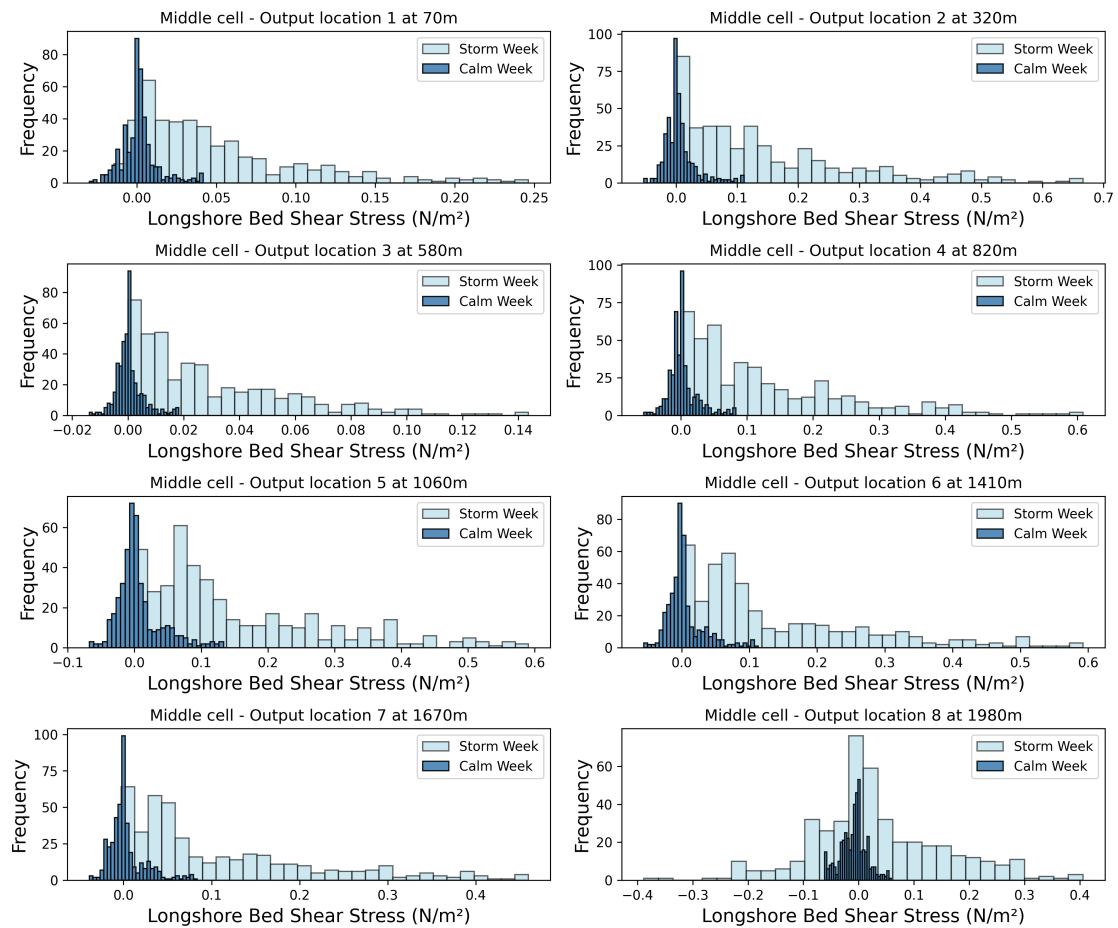 Middle cell - Output location 1 at 70m
Frequency
80
60
40
20
0
0.00 0.05 0.10 0.15 0.20 0.25
Longshore Bed Shear Stress (N/m²)
Storm Week
Calm Week
Middle cell - Output location 2 at 320m
Frequency
100
75
50
25
0
0.0 0.1 0.2 0.3 0.4 0.5 0.6 0.7
Longshore Bed Shear Stress (N/m²)
Storm Week
Calm Week
Middle cell - Output location 3 at 580m
Frequency
80
60
40
20
0
−0.02 0.00 0.02 0.04 0.06 0.08 0.10 0.12 0.14
Longshore Bed Shear Stress (N/m²)
Storm Week
Calm Week
Middle cell - Output location 4 at 820m
Frequency
100
75
50
25
0
0.0 0.1 0.2 0.3 0.4 0.5 0.6
Longshore Bed Shear Stress (N/m²)
Storm Week
Calm Week
Middle cell - Output location 5 at 1060m
Frequency
60
40
20
0
−0.1 0.0 0.1 0.2 0.3 0.4 0.5 0.6
Longshore Bed Shear Stress (N/m²)
Storm Week
Calm Week
Middle cell - Output location 6 at 1410m
Frequency
80
60
40
20
0
0.0 0.1 0.2 0.3 0.4 0.5 0.6
Longshore Bed Shear Stress (N/m²)
Storm Week
Calm Week
Middle cell - Output location 7 at 1670m
Frequency
100
75
50
25
0
0.0 0.1 0.2 0.3 0.4
Longshore Bed Shear Stress (N/m²)
Storm Week
Calm Week
Middle cell - Output location 8 at 1980m
Frequency
60
40
20
0
−0.4 −0.3 −0.2 −0.1 0.0 0.1 0.2 0.3 0.4
Longshore Bed Shear Stress (N/m²)
Storm Week
Calm Week